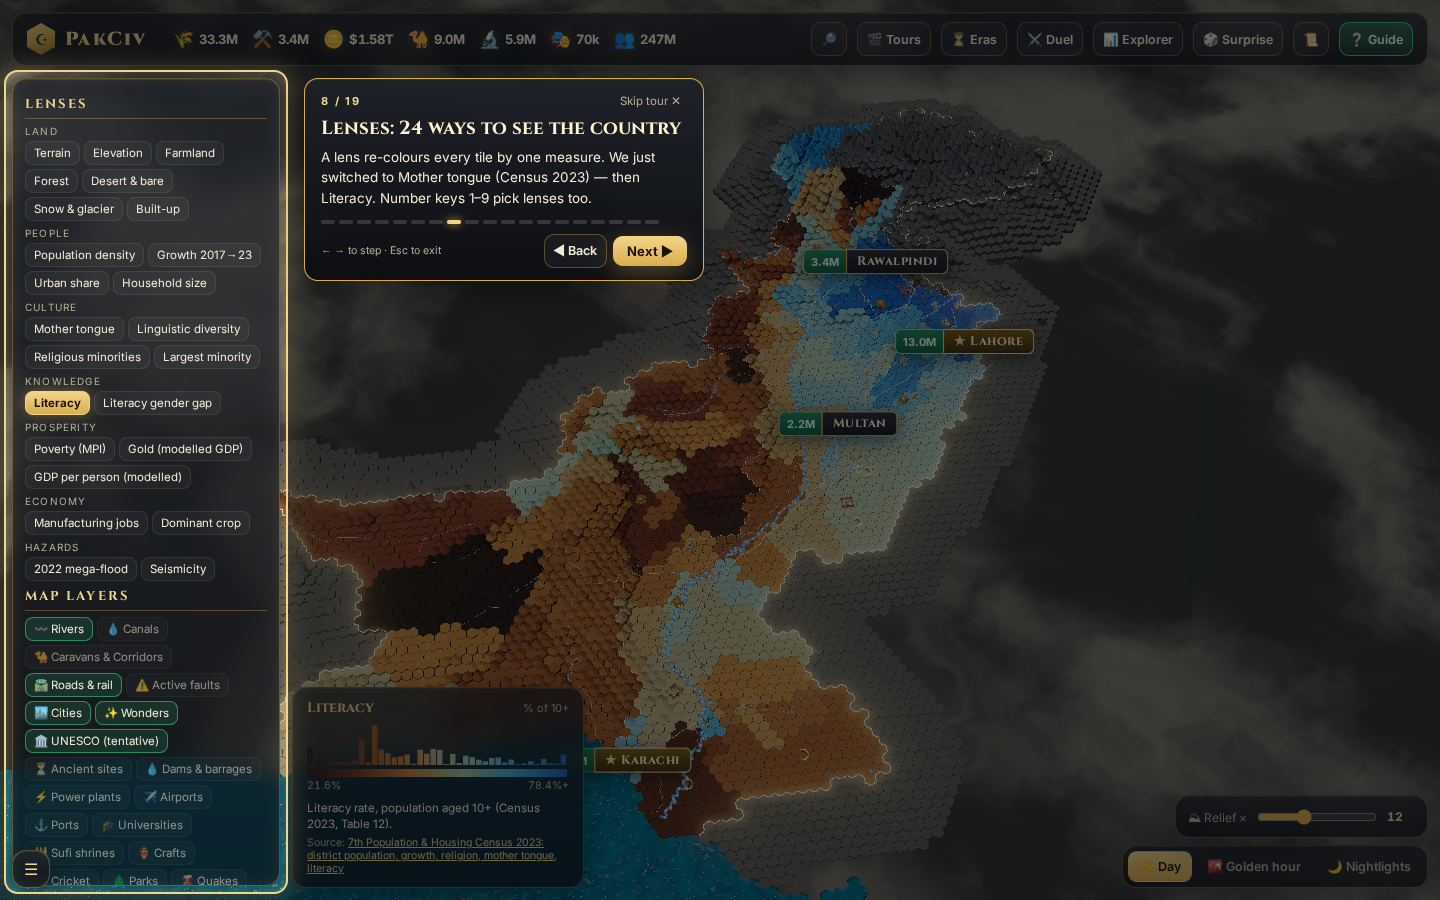 PakCiv
33.3M 3.4M $1.58T 9.0M 5.9M 70k 247M
Tours Eras Duel Explorer Surprise ? Guide
LENSES
LAND
Terrain Elevation Farmland
Forest Desert & bare
Snow & glacier Built-up
PEOPLE
Population density Growth 2017→23
Urban share Household size
CULTURE
Mother tongue Linguistic diversity
Religious minorities Largest minority
KNOWLEDGE
Literacy Literacy gender gap
PROSPERITY
Poverty (MPI) Gold (modelled GDP)
GDP per person (modelled)
ECONOMY
Manufacturing jobs Dominant crop
HAZARDS
2022 mega-flood Seismicity
MAP LAYERS
Rivers Canals
Caravans & Corridors
Roads & rail Active faults
Cities Wonders
UNESCO (tentative)
Ancient sites Dams & barrages
Power plants Airports
Ports Universities
Sufi shrines Crafts
Cricket Parks Quakes
8 / 19
Skip tour ✕
Lenses: 24 ways to see the country
A lens re-colours every tile by one measure. We just
switched to Mother tongue (Census 2023) — then
Literacy. Number keys 1–9 pick lenses too.
← → to step · Esc to exit
◀ Back
Next ▶
3.4M Rawalpindi
13.0M ★ Lahore
2.2M Multan
M ★ Karachi
Literacy
% of 10+
21.6% 78.4%+
Literacy rate, population aged 10+ (Census
2023, Table 12).
Source: 7th Population & Housing Census 2023:
district population, growth, religion, mother tongue,
literacy
Relief × 12
Day Golden hour Nightlights